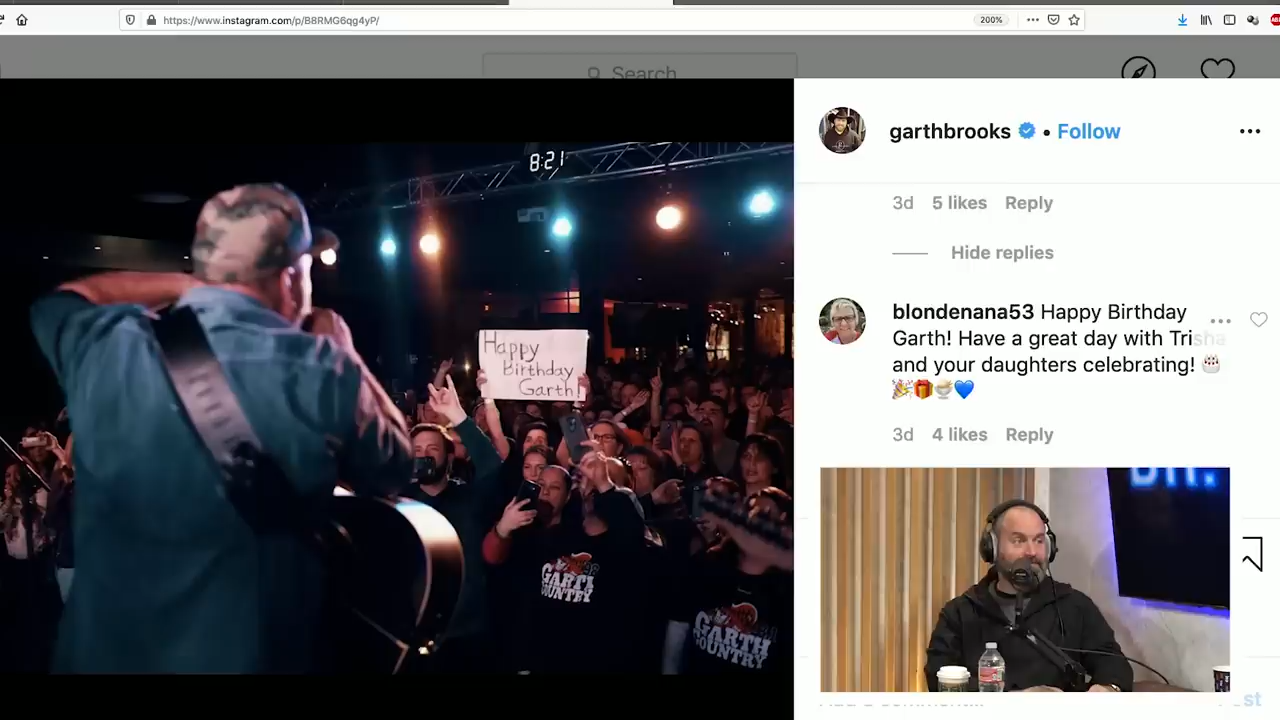 https://www.instagram.com/p/B8RMG6qg4yP/
200%
Search
garthbrooks • Follow
3d 5 likes Reply
Hide replies
8:21
blondenana53 Happy Birthday
Garth! Have a great day with Trisha
and your daughters celebrating!
3d 4 likes Reply
Happy
Birthday
Garth!
GARTH
COUNTRY
GARTH
COUNTRY